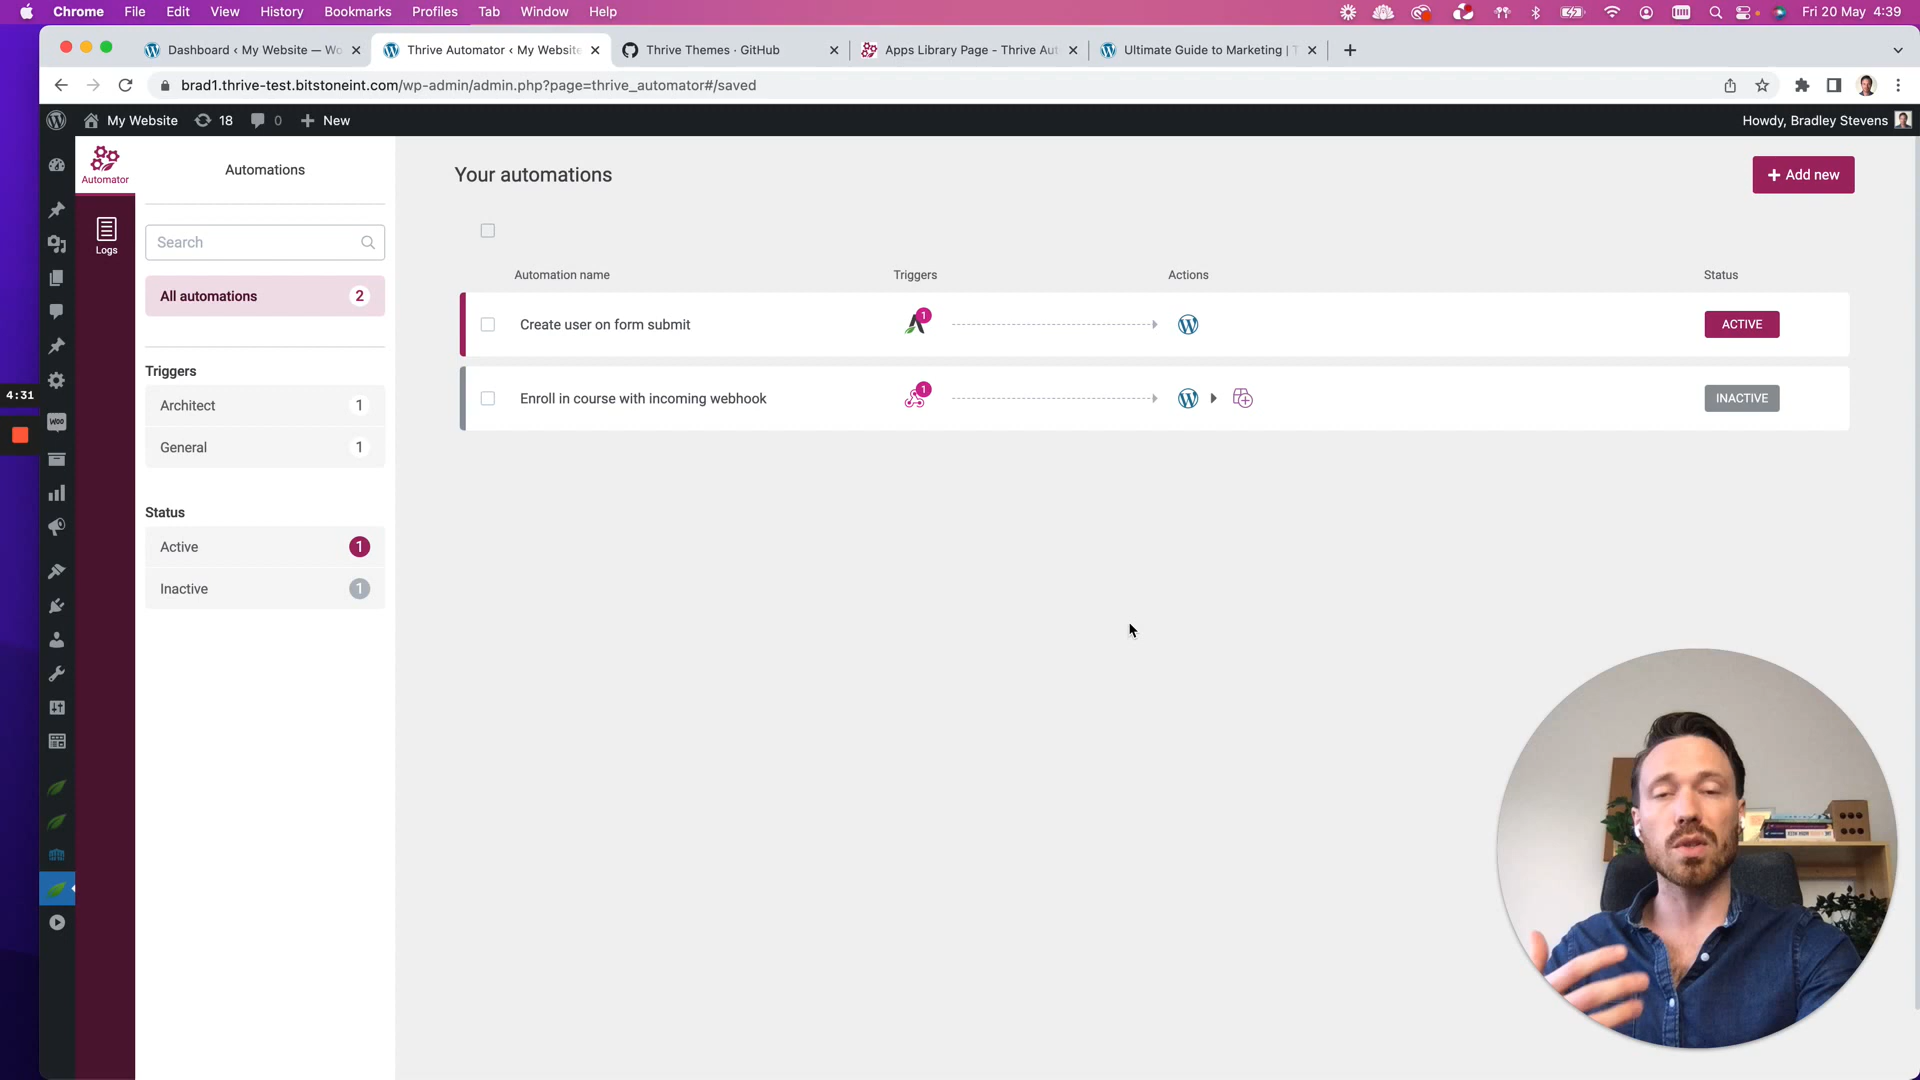 Chrome File Edit View History Bookmarks Profiles Tab Window Help Fri 20 May 4:39
Dashboard ‹ My Website — Wo Thrive Automator ‹ My Website Thrive Themes · GitHub Apps Library Page - Thrive Aut Ultimate Guide to Marketing |
brad1.thrive-test.bitstoneint.com/wp-admin/admin.php?page=thrive_automator#/saved
My Website 18 0 New Howdy, Bradley Stevens
Automator
Logs
Automations
Search
All automations 2
Triggers
Architect 1
General 1
Status
Active 1
Inactive 1
4:31
WOO
Your automations
Add new
Automation name Triggers Actions Status
Create user on form submit 1 ACTIVE
Enroll in course with incoming webhook 1 INACTIVE